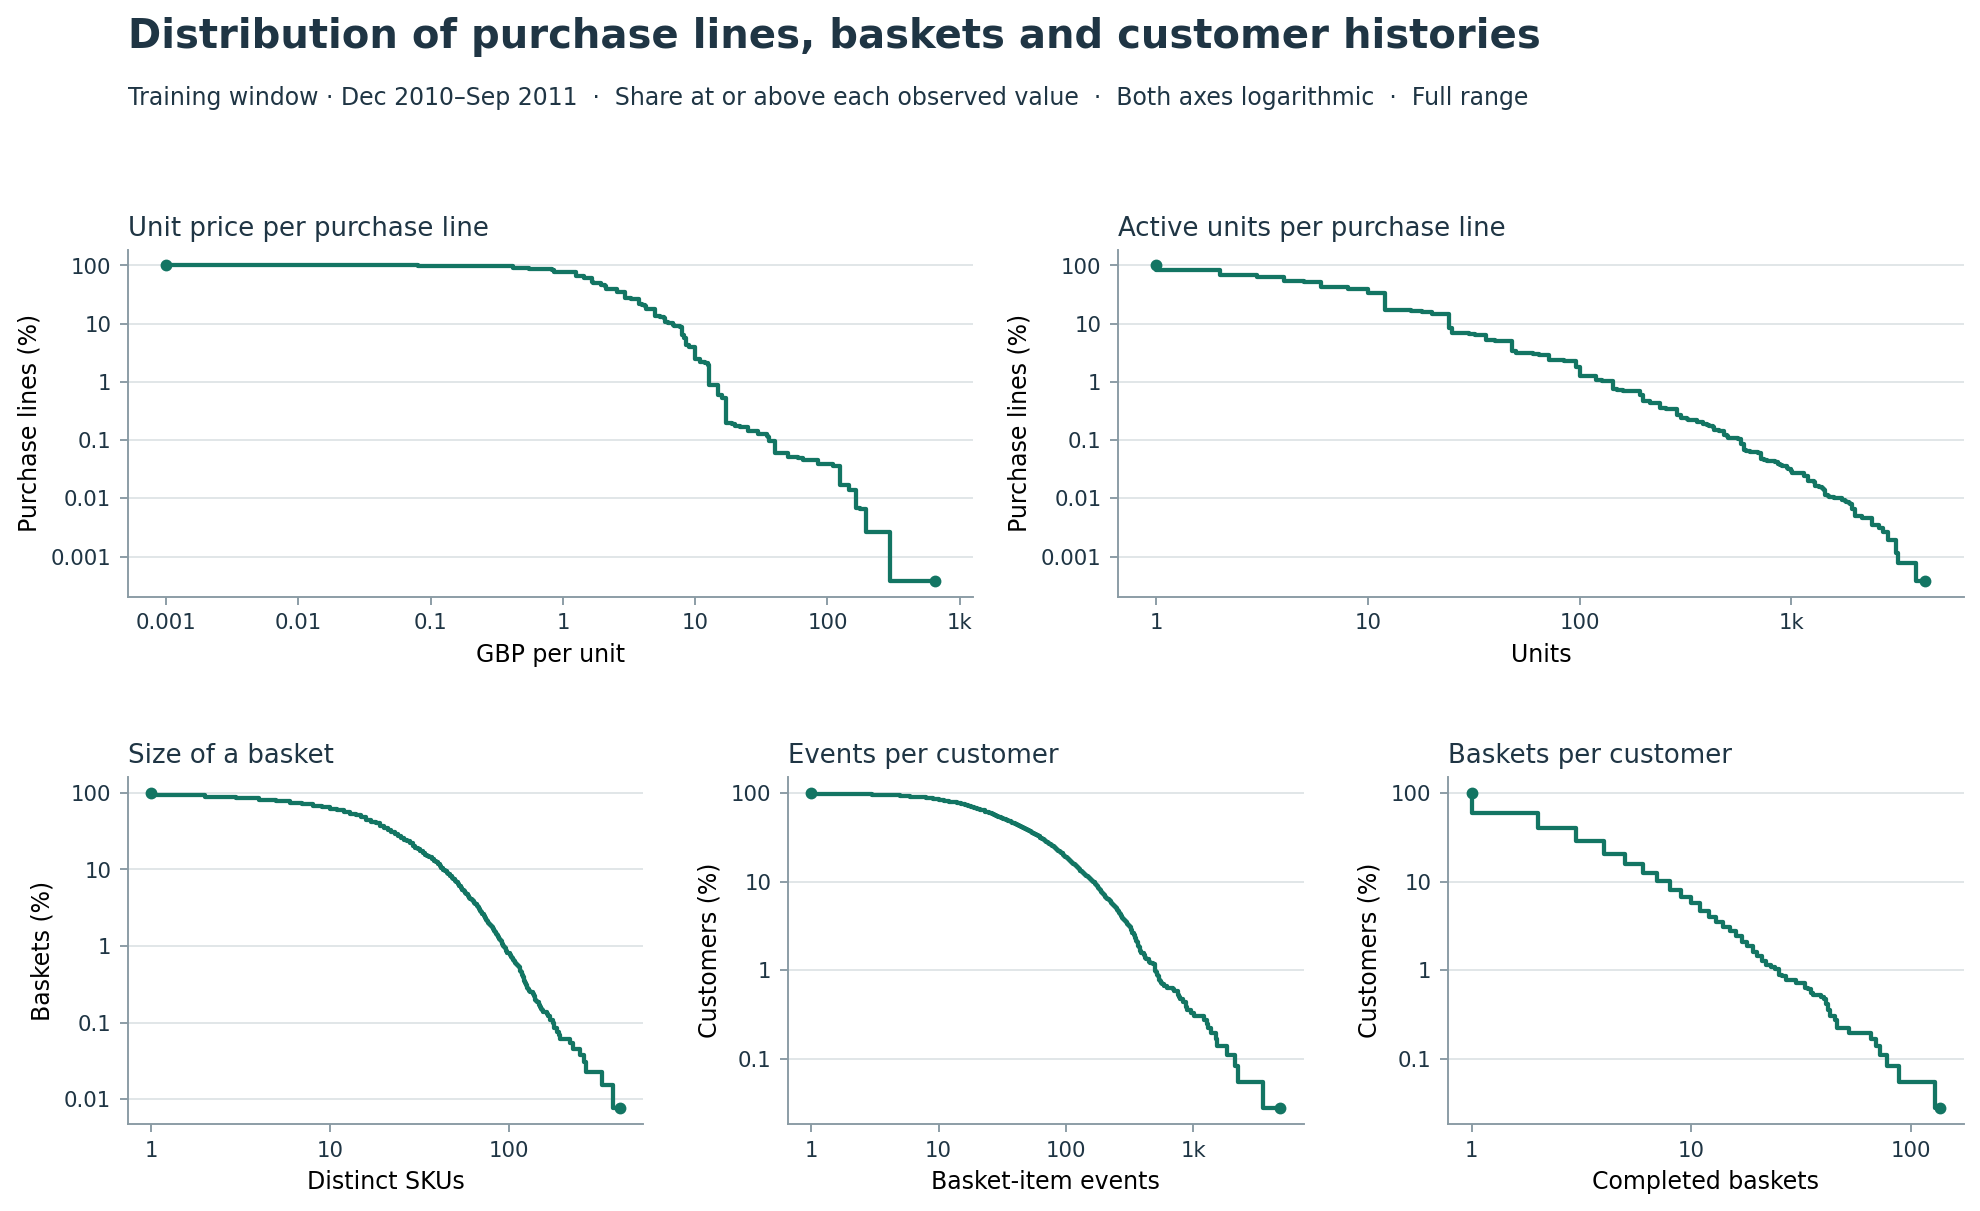 Distribution of purchase lines, baskets and customer histories
Training window · Dec 2010–Sep 2011 · Share at or above each observed value · Both axes logarithmic · Full range
Unit price per purchase line
Purchase lines (%)
100
10
1
0.1
0.01
0.001
0.001 0.01 0.1 1 10 100 1k
GBP per unit
Active units per purchase line
Purchase lines (%)
100
10
1
0.1
0.01
0.001
1 10 100 1k
Units
Size of a basket
Baskets (%)
100
10
1
0.1
0.01
1 10 100
Distinct SKUs
Events per customer
Customers (%)
100
10
1
0.1
1 10 100 1k
Basket-item events
Baskets per customer
Customers (%)
100
10
1
0.1
1 10 100
Completed baskets